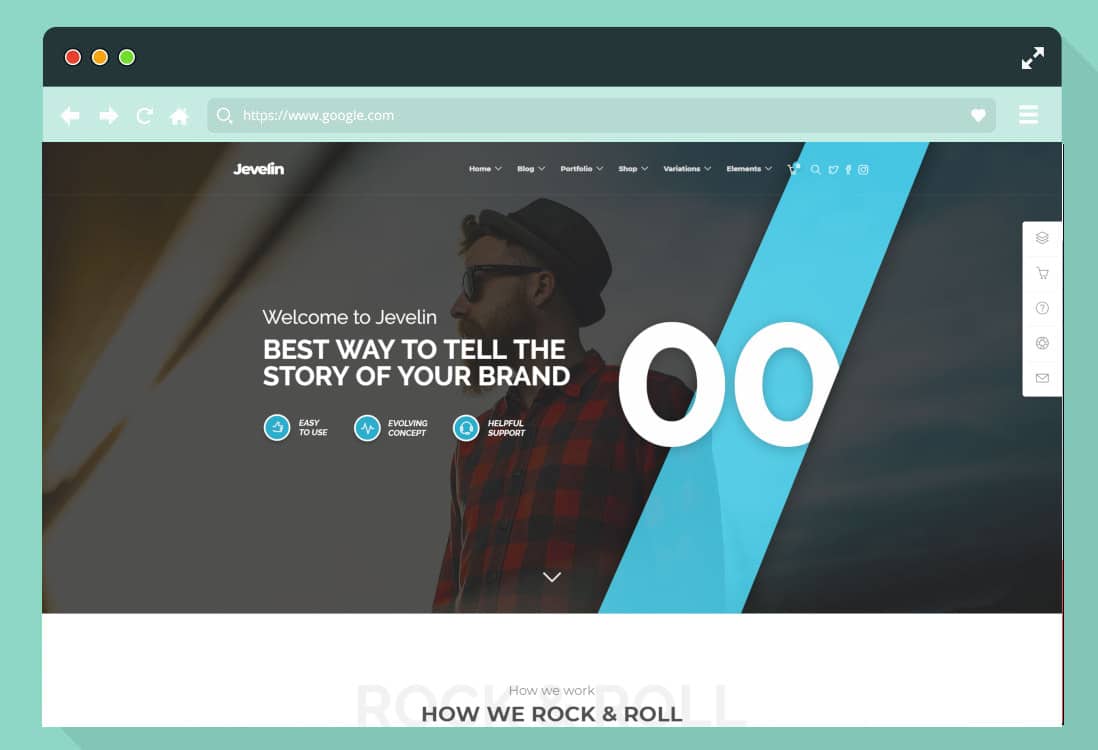 https://www.google.com
Jevelin
Home Blog Portfolio Shop Variations Elements
Welcome to Jevelin
BEST WAY TO TELL THE
STORY OF YOUR BRAND
00
EASY
TO USE
EVOLVING
CONCEPT
HELPFUL
SUPPORT
How we work
ROCK & ROLL
HOW WE ROCK & ROLL